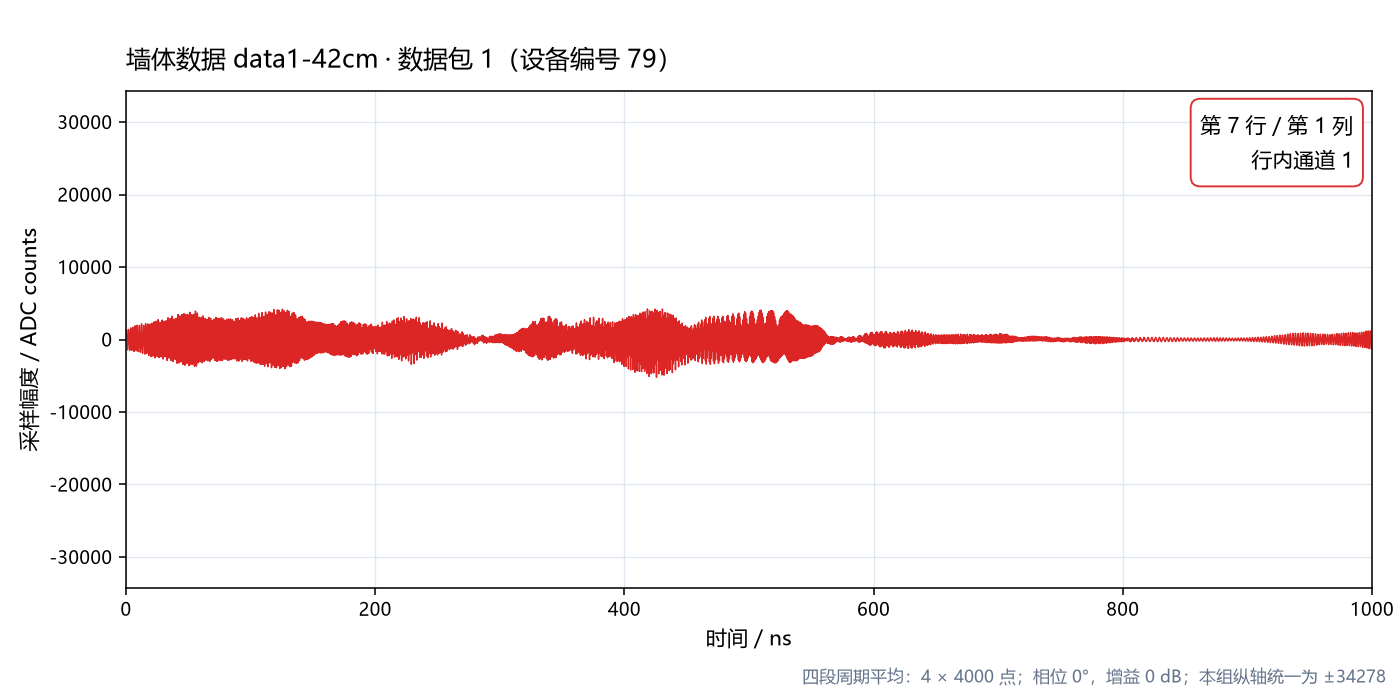 墙体数据 data1-42cm · 数据包 1（设备编号 79）
第 7 行 / 第 1 列
行内通道 1
采样幅度 / ADC counts
30000
20000
10000
0
-10000
-20000
-30000
0 200 400 600 800 1000
时间 / ns
四段周期平均：4 × 4000 点；相位 0°，增益 0 dB；本组纵轴统一为 ±34278